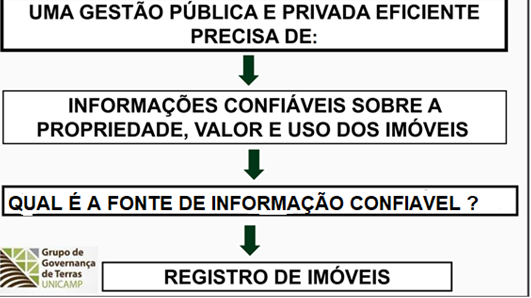 UMA GESTÃO PÚBLICA E PRIVADA EFICIENTE
PRECISA DE:
INFORMAÇÕES CONFIÁVEIS SOBRE A
PROPRIEDADE, VALOR E USO DOS IMÓVEIS
QUAL É A FONTE DE INFORMAÇÃO CONFIAVEL ?
Grupo de
Governança
de Terras
UNICAMP
REGISTRO DE IMÓVEIS